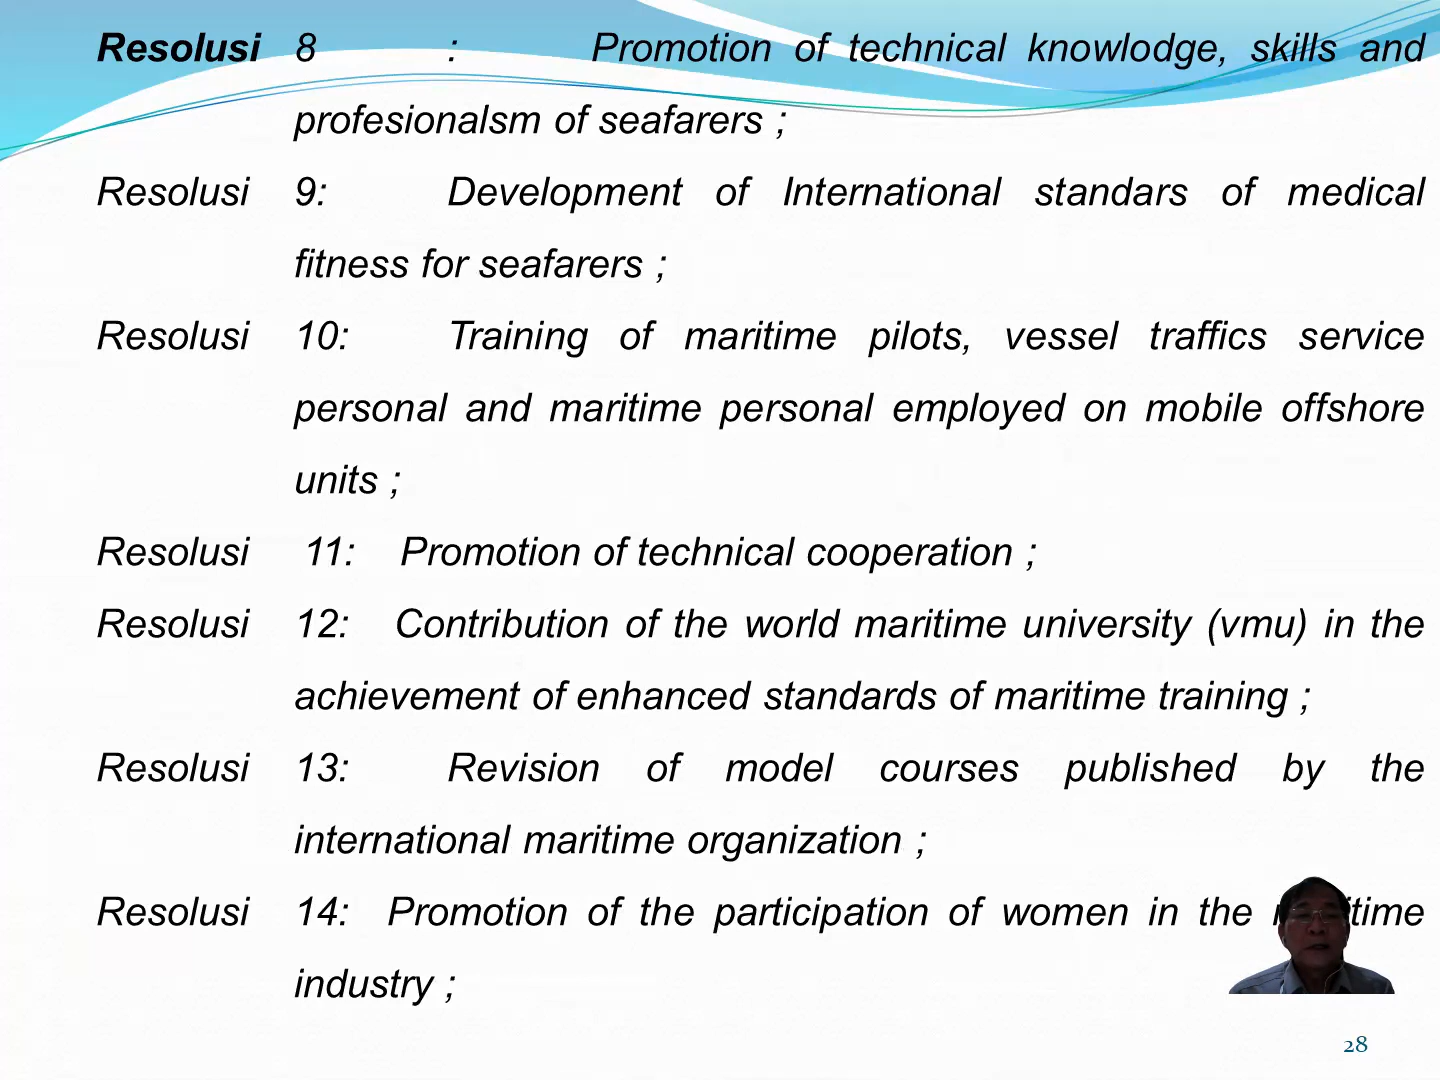 Resolusi 8 : Promotion of technical knowlodge, skills and
profesionalsm of seafarers ;
Resolusi 9: Development of International standars of medical
fitness for seafarers ;
Resolusi 10: Training of maritime pilots, vessel traffics service
personal and maritime personal employed on mobile offshore
units ;
Resolusi 11: Promotion of technical cooperation ;
Resolusi 12: Contribution of the world maritime university (vmu) in the
achievement of enhanced standards of maritime training ;
Resolusi 13: Revision of model courses published by the
international maritime organization ;
Resolusi 14: Promotion of the participation of women in the
industry ;
28